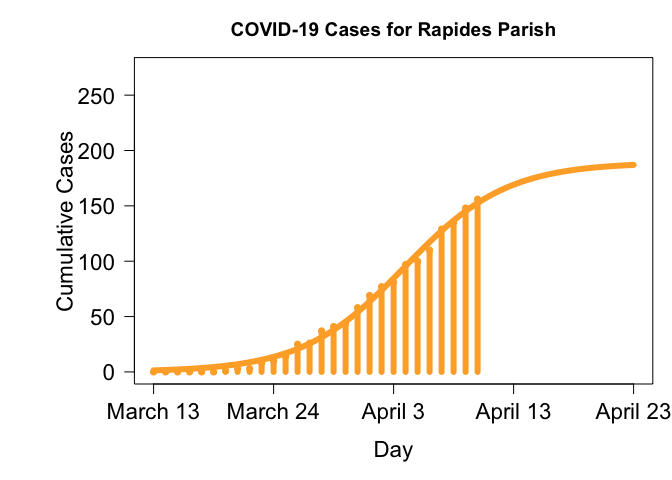 COVID-19 Cases for Rapides Parish
Cumulative Cases
250
200
150
100
50
0
March 13 March 24 April 3 April 13 April 23
Day